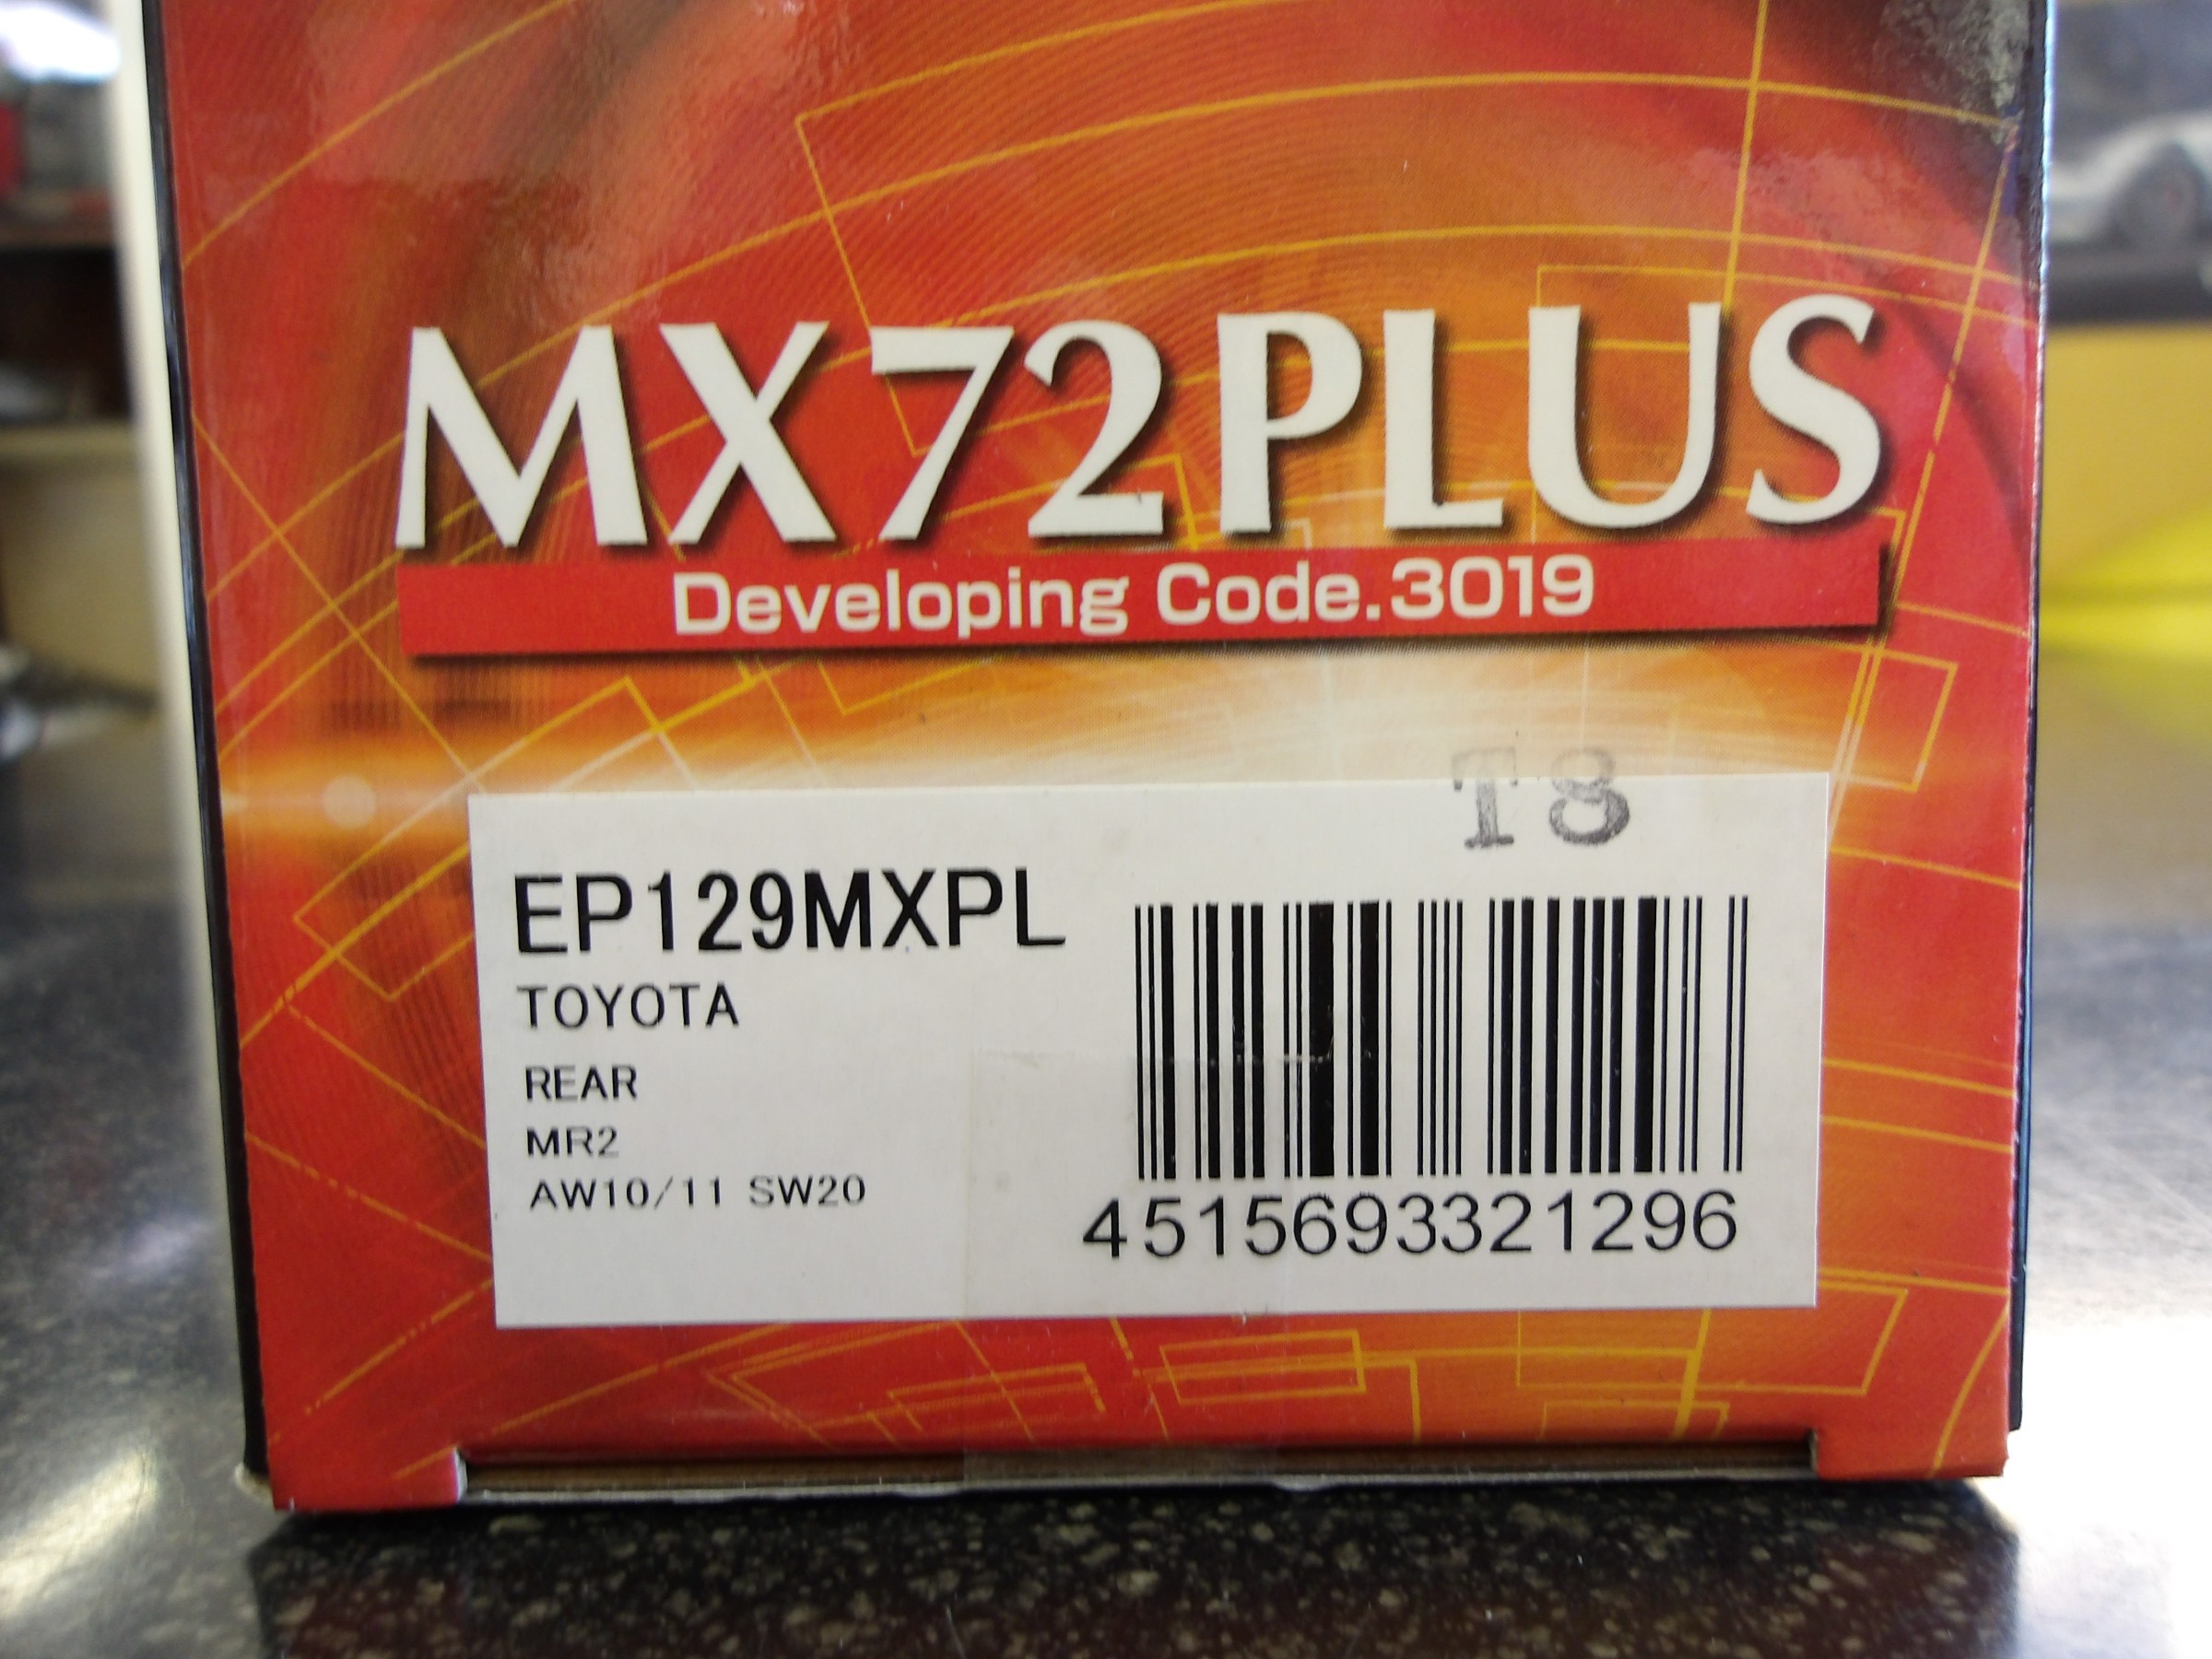 MX72PLUS
Developing Code.3019
T8
EP129MXPL
TOYOTA
REAR
MR2
AW10/11 SW20
4515693321296